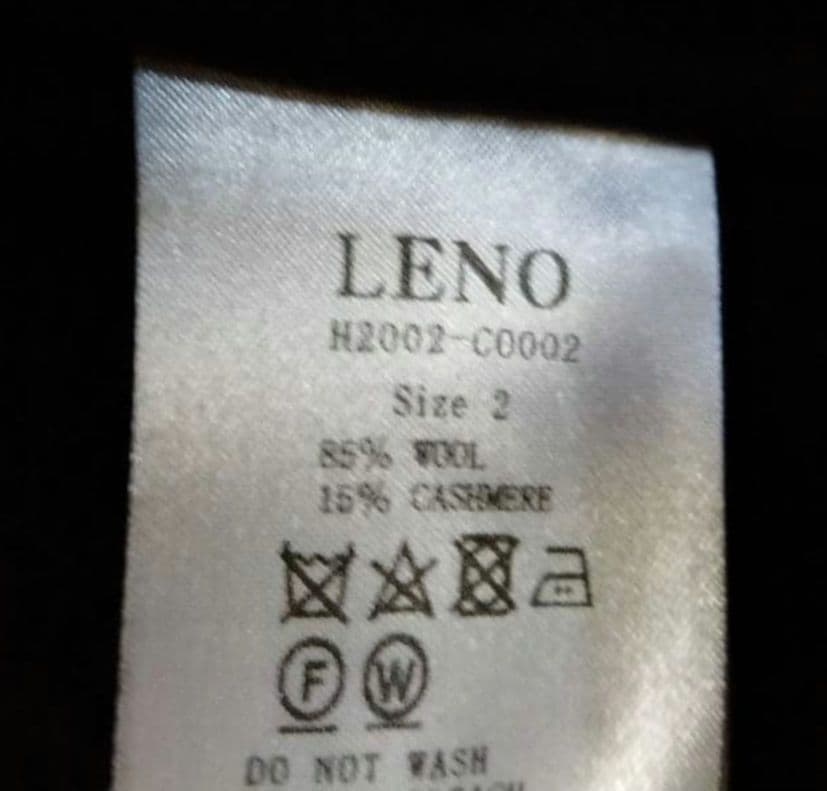 LENO
H2002-C0002
Size 2
85% WOOL
15% CASHMERE
F W
DO NOT WASH